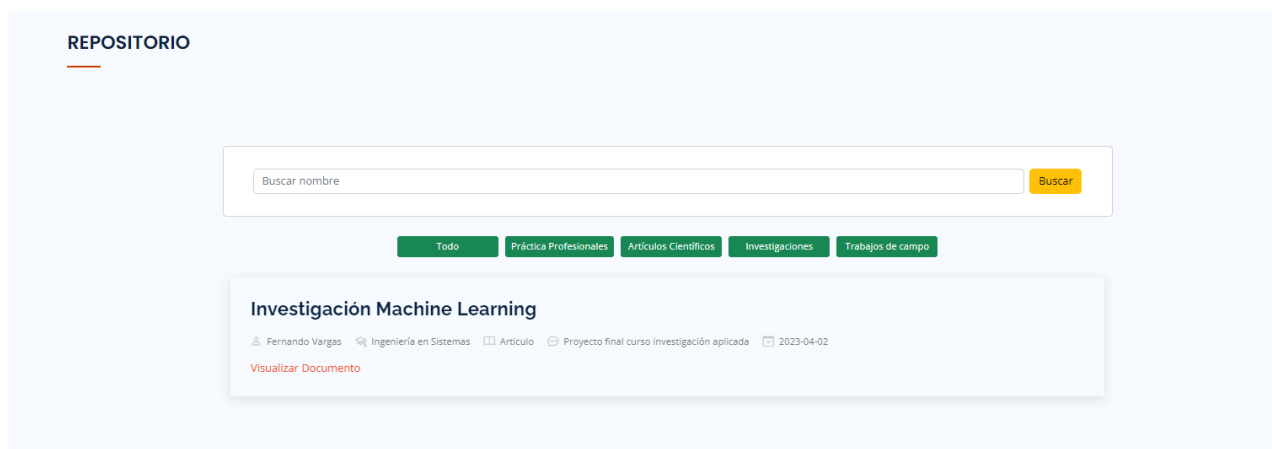 REPOSITORIO
Buscar nombre Buscar
Todo Práctica Profesionales Artículos Científicos Investigaciones Trabajos de campo
Investigación Machine Learning
Fernando Vargas Ingeniería en Sistemas Articulo Proyecto final curso investigación aplicada 2023-04-02
Visualizar Documento